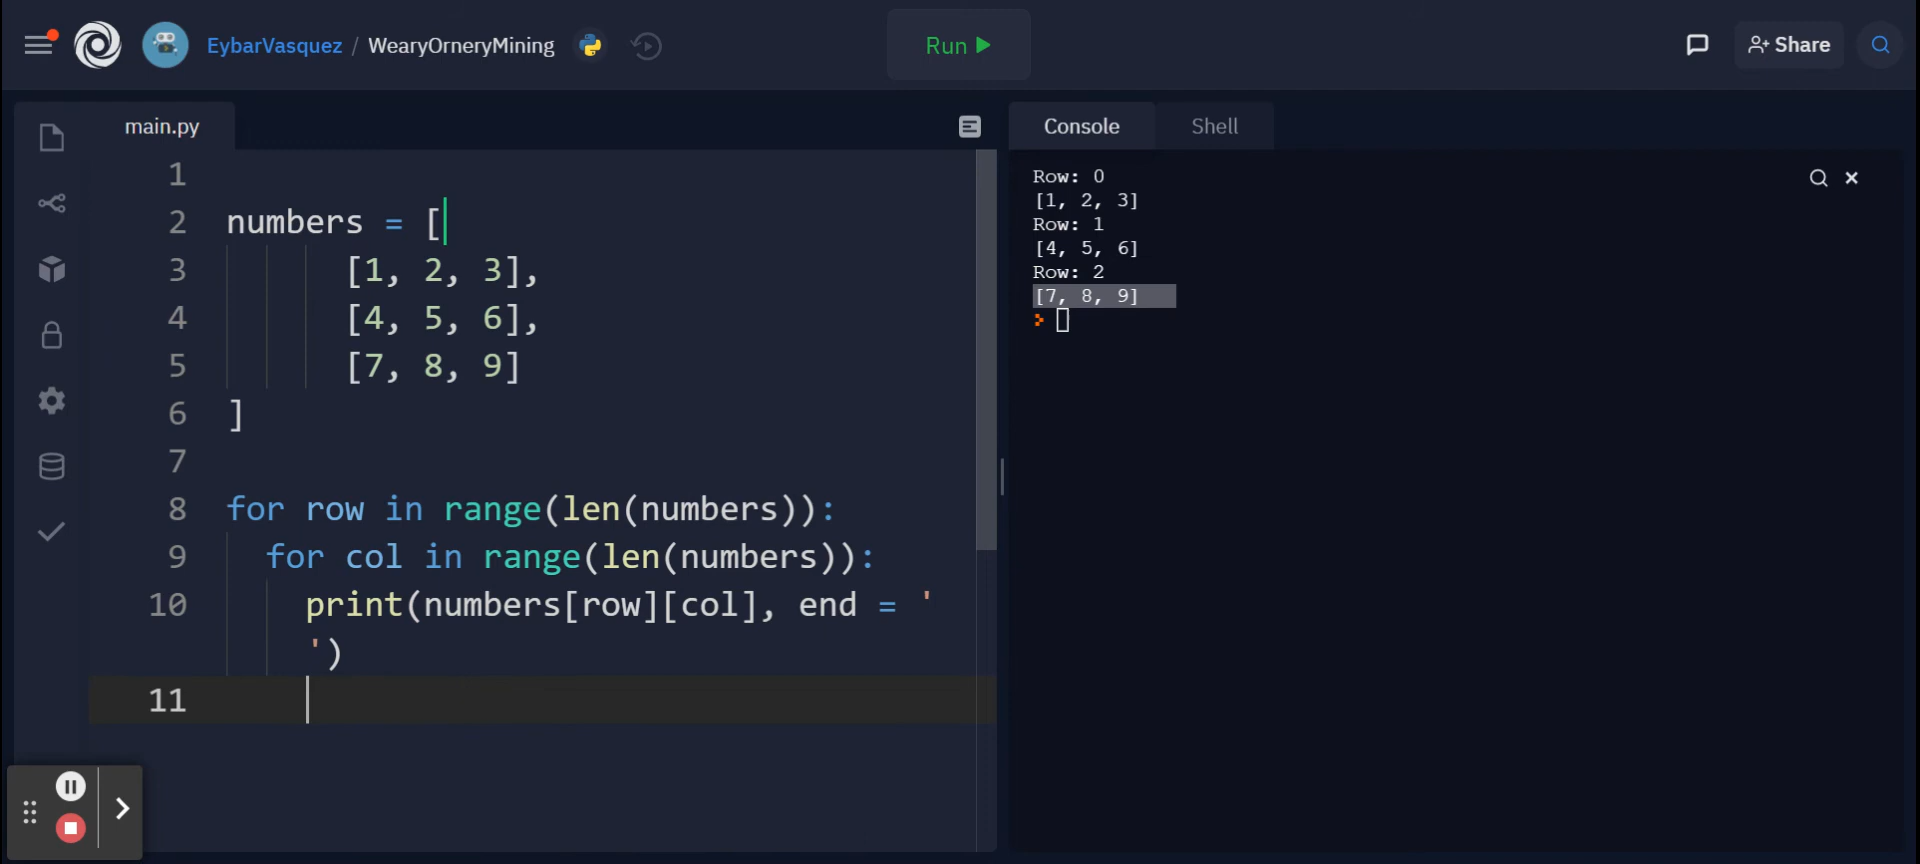 EybarVasquez / WearyOrneryMining
Run
Share
main.py
Console
Shell
1
2 numbers = [
3 [1, 2, 3],
4 [4, 5, 6],
5 [7, 8, 9]
6 ]
7
8 for row in range(len(numbers)):
9 for col in range(len(numbers)):
10 print(numbers[row][col], end = '
')
11
Row: 0
[1, 2, 3]
Row: 1
[4, 5, 6]
Row: 2
[7, 8, 9]
>